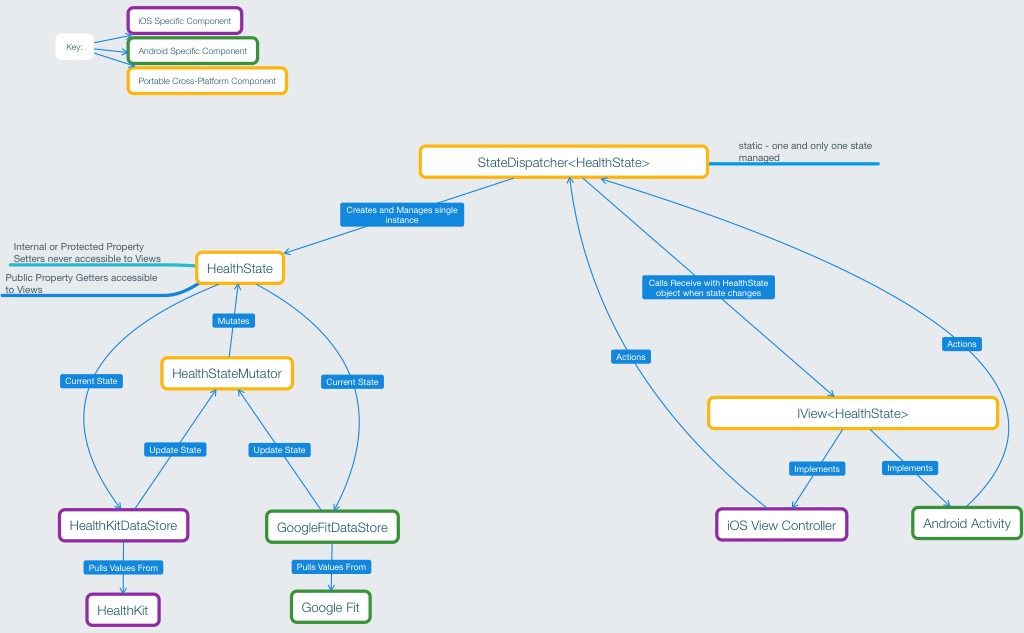 Key:
iOS Specific Component
Android Specific Component
Portable Cross-Platform Component
StateDispatcher<HealthState>
static - one and only one state
managed
Creates and Manages single
instance
Internal or Protected Property
Setters never accessible to Views
Public Property Getters accessible
to Views
HealthState
Calls Receive with HealthState
object when state changes
Mutates
Actions
Actions
HealthStateMutator
Current State
Current State
IView<HealthState>
Update State
Update State
Implements
Implements
HealthKitDataStore
GoogleFitDataStore
iOS View Controller
Android Activity
Pulls Values From
Pulls Values From
HealthKit
Google Fit